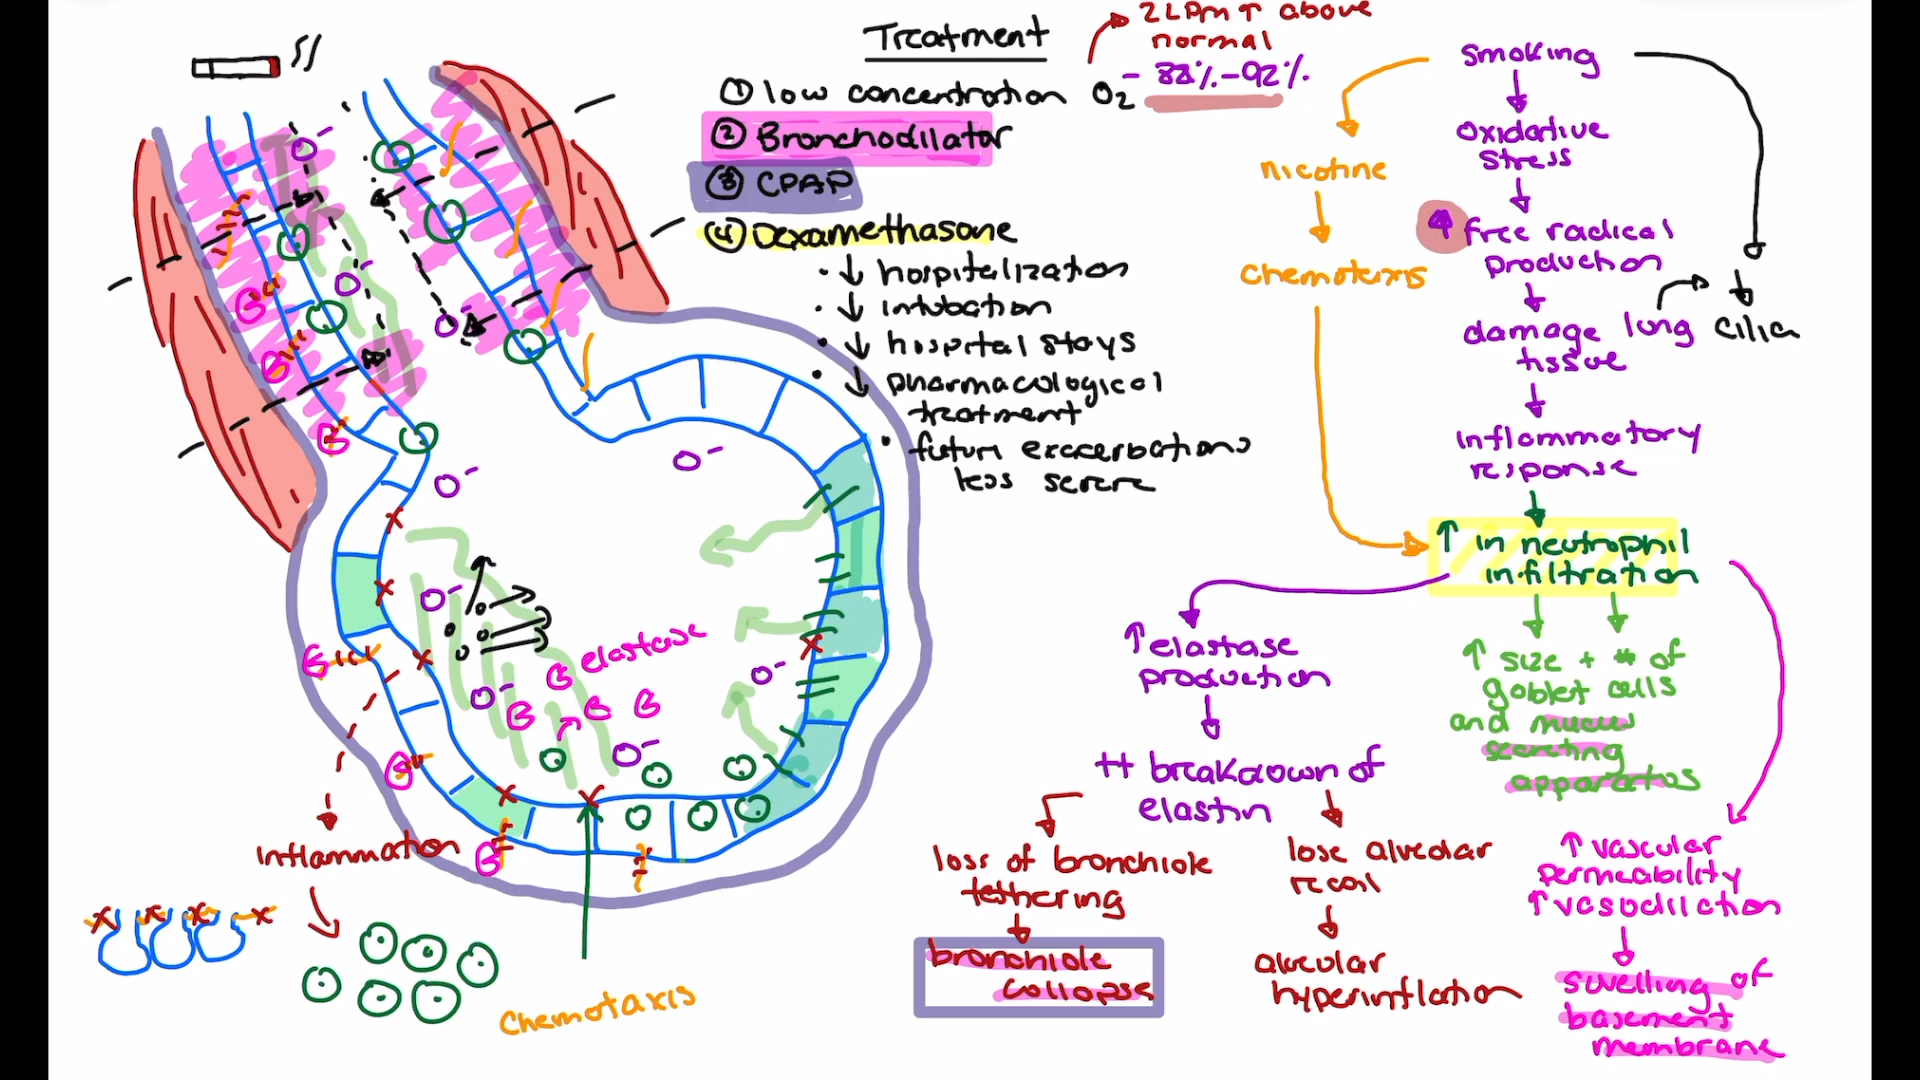 Treatment
① low concentration O₂
2LPM ↑ above
normal
- 88%-92%
② Bronchodilator
③ CPAP
④ Dexamethasone
· ↓ hospitalization
· ↓ intubation
· ↓ hospital stays
· ↓ pharmacological
treatment
· future exacerbations
less severe
smoking
oxidative
stress
↑ free radical
production
damage lung
tissue
↓ cilia
inflammatory
response
nicotine
chemotaxis
↑ in neutrophil
infiltration
↑ elastase
production
++ breakdown of
elastin
loss of bronchiole
tethering
bronchiole
collapse
lose alveolar
recoil
alveolar
hyperinflation
↑ size + # of
goblet cells
and mucus
secreting
apparatus
↑ vascular
permeability
↑ vasodilation
swelling of
basement
membrane
elastase
Inflammation
chemotaxis